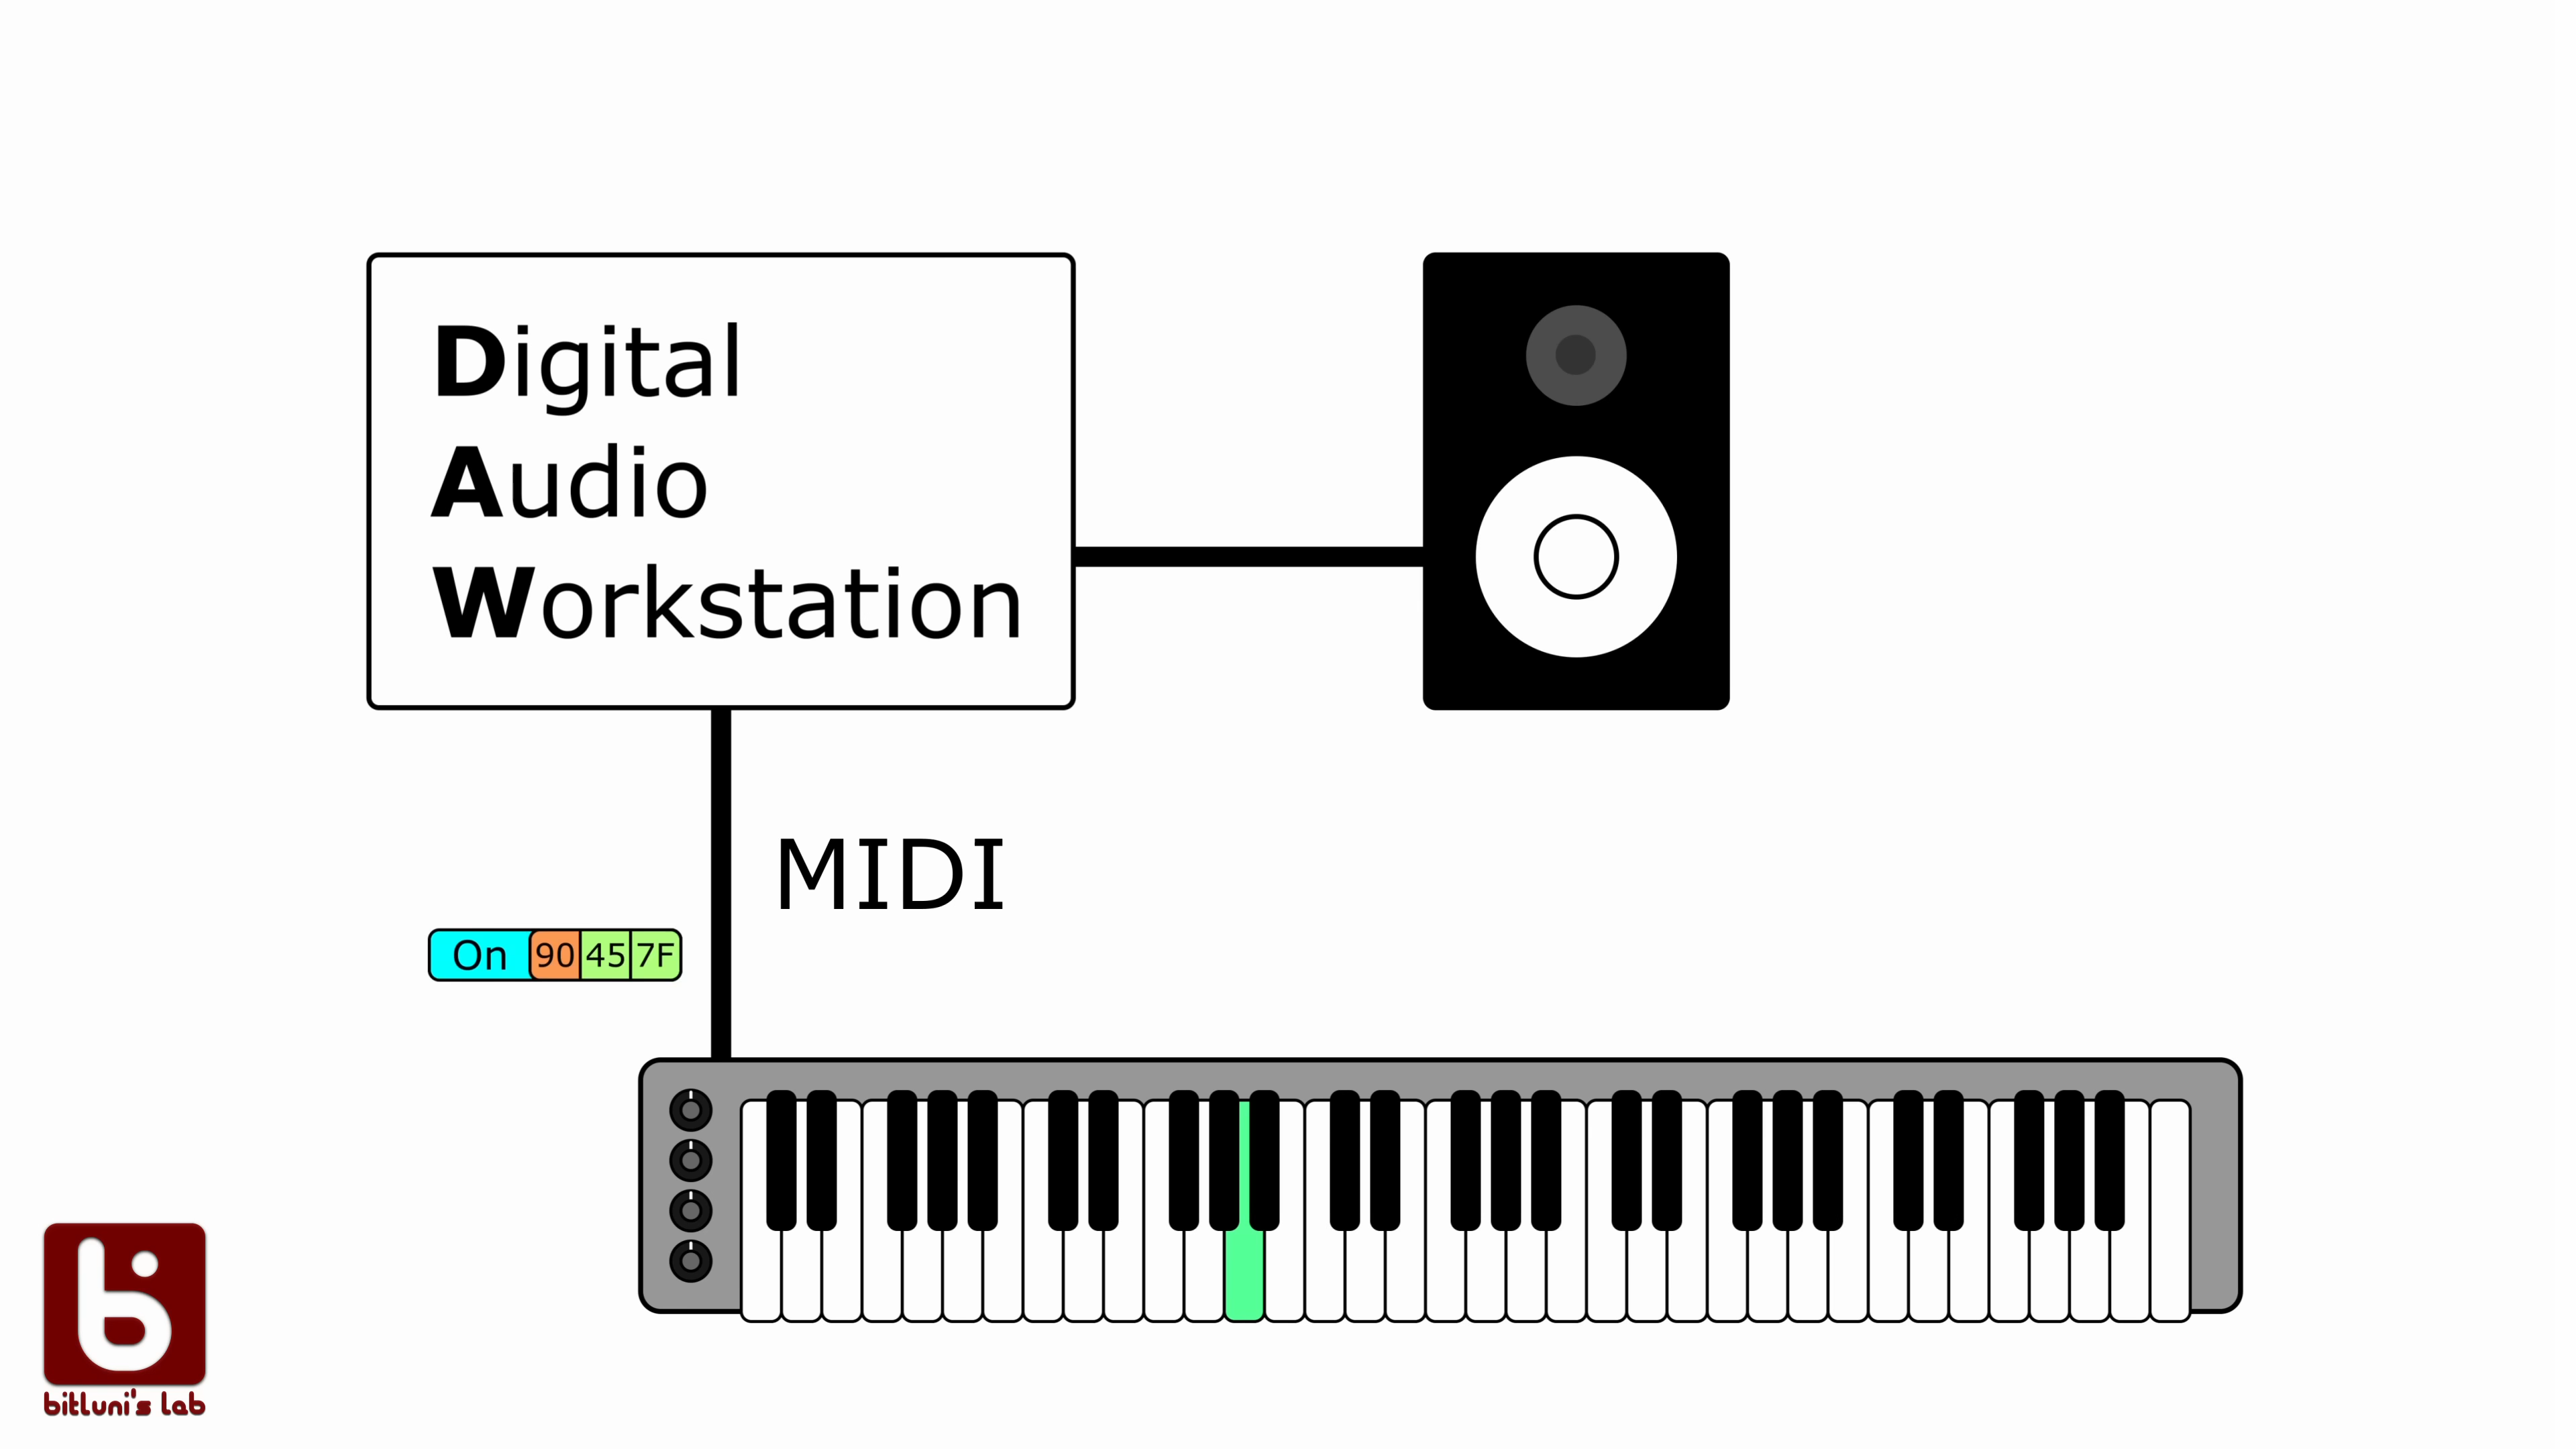 Digital
Audio
Workstation
MIDI
On 90 45 7F
bitluni's lab